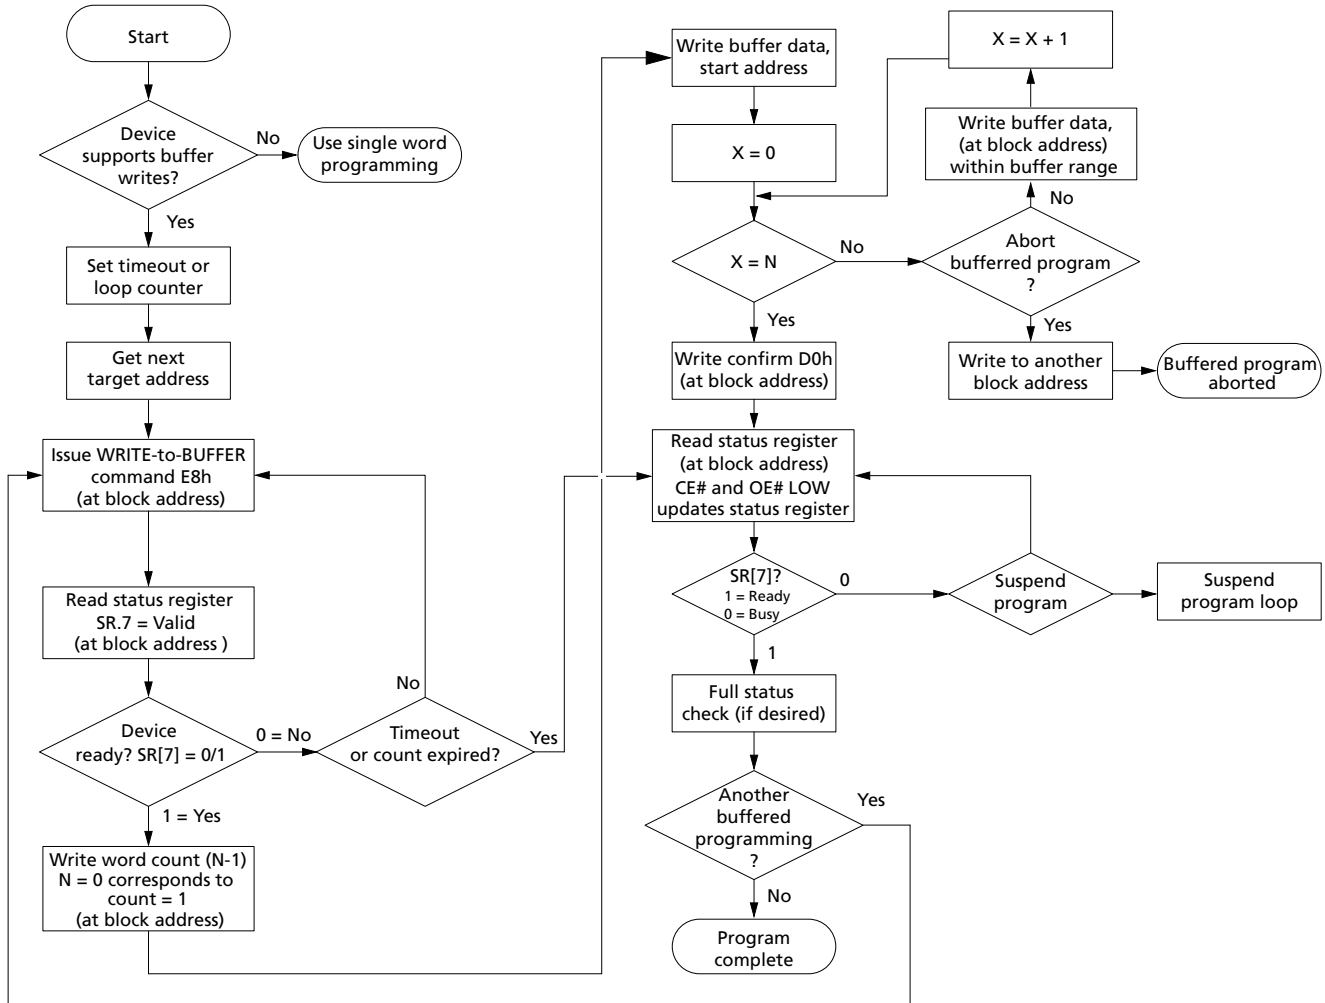 Start
Device
supports buffer
writes?
No
Use single word
programming
Yes
Set timeout or
loop counter
Get next
target address
Issue WRITE-to-BUFFER
command E8h
(at block address)
Read status register
SR.7 = Valid
(at block address )
Device
ready? SR[7] = 0/1
0 = No
No
Timeout
or count expired?
Yes
1 = Yes
Write word count (N-1)
N = 0 corresponds to
count = 1
(at block address)
Write buffer data,
start address
X = 0
X = N
No
Abort
bufferred program
?
No
Write buffer data,
(at block address)
within buffer range
X = X + 1
Yes
Write to another
block address
Buffered program
aborted
Yes
Write confirm D0h
(at block address)
Read status register
(at block address)
CE# and OE# LOW
updates status register
SR[7]?
1 = Ready
0 = Busy
0
Suspend
program
Suspend
program loop
1
Full status
check (if desired)
Another
buffered
programming
?
Yes
No
Program
complete